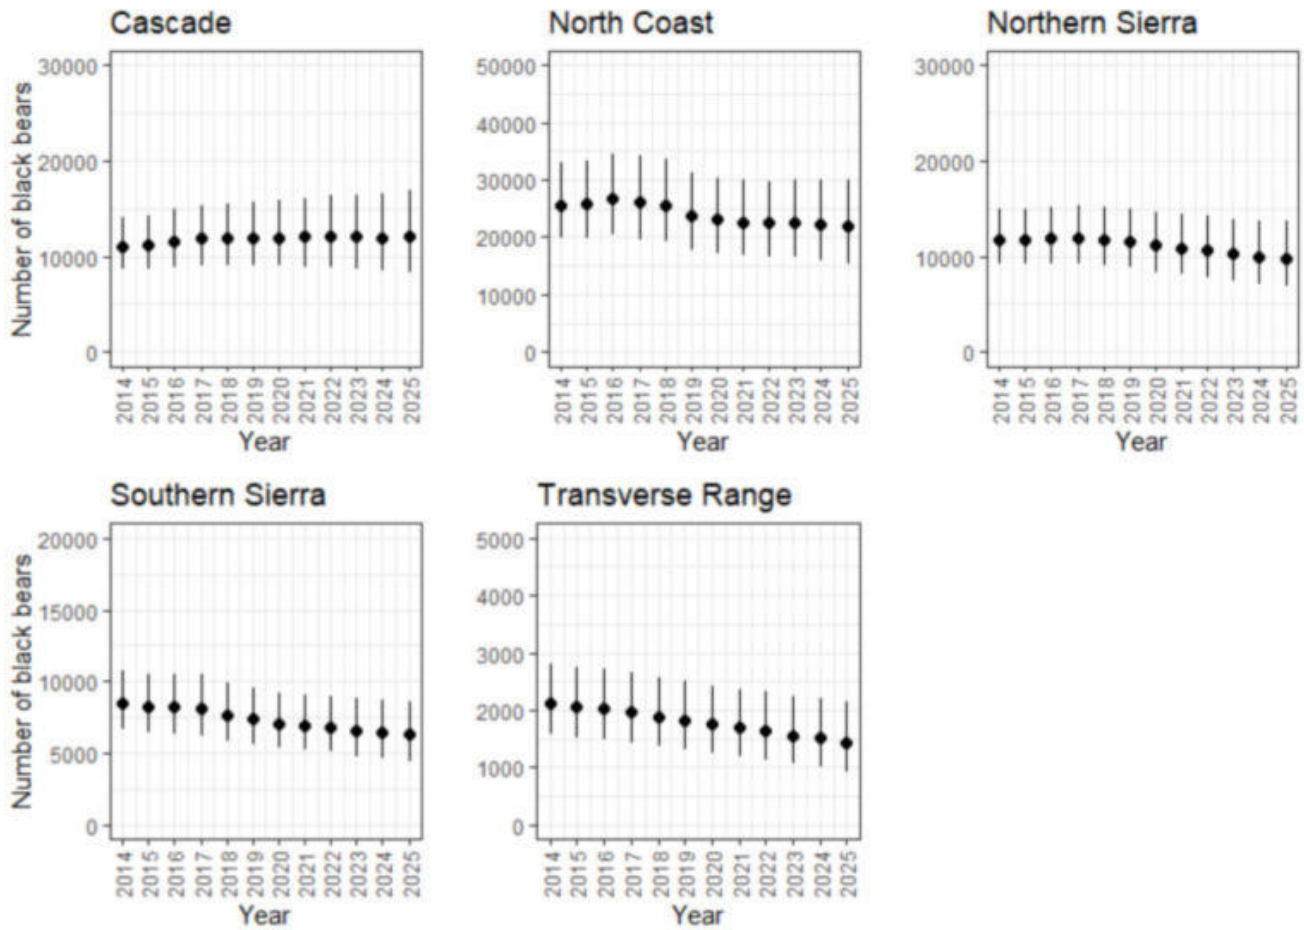 Cascade
North Coast
Northern Sierra
Number of black bears
30000
20000
10000
0
50000
40000
30000
20000
10000
0
30000
20000
10000
0
2014 2015 2016 2017 2018 2019 2020 2021 2022 2023 2024 2025
2014 2015 2016 2017 2018 2019 2020 2021 2022 2023 2024 2025
2014 2015 2016 2017 2018 2019 2020 2021 2022 2023 2024 2025
Year
Year
Year
Southern Sierra
Transverse Range
Number of black bears
20000
15000
10000
5000
0
5000
4000
3000
2000
1000
0
2014 2015 2016 2017 2018 2019 2020 2021 2022 2023 2024 2025
2014 2015 2016 2017 2018 2019 2020 2021 2022 2023 2024 2025
Year
Year